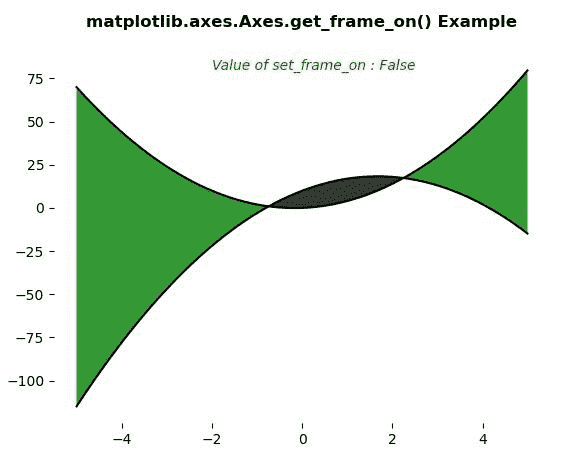 matplotlib.axes.Axes.get_frame_on() Example
Value of set_frame_on : False
75
50
25
0
−25
−50
−75
−100
−4 −2 0 2 4